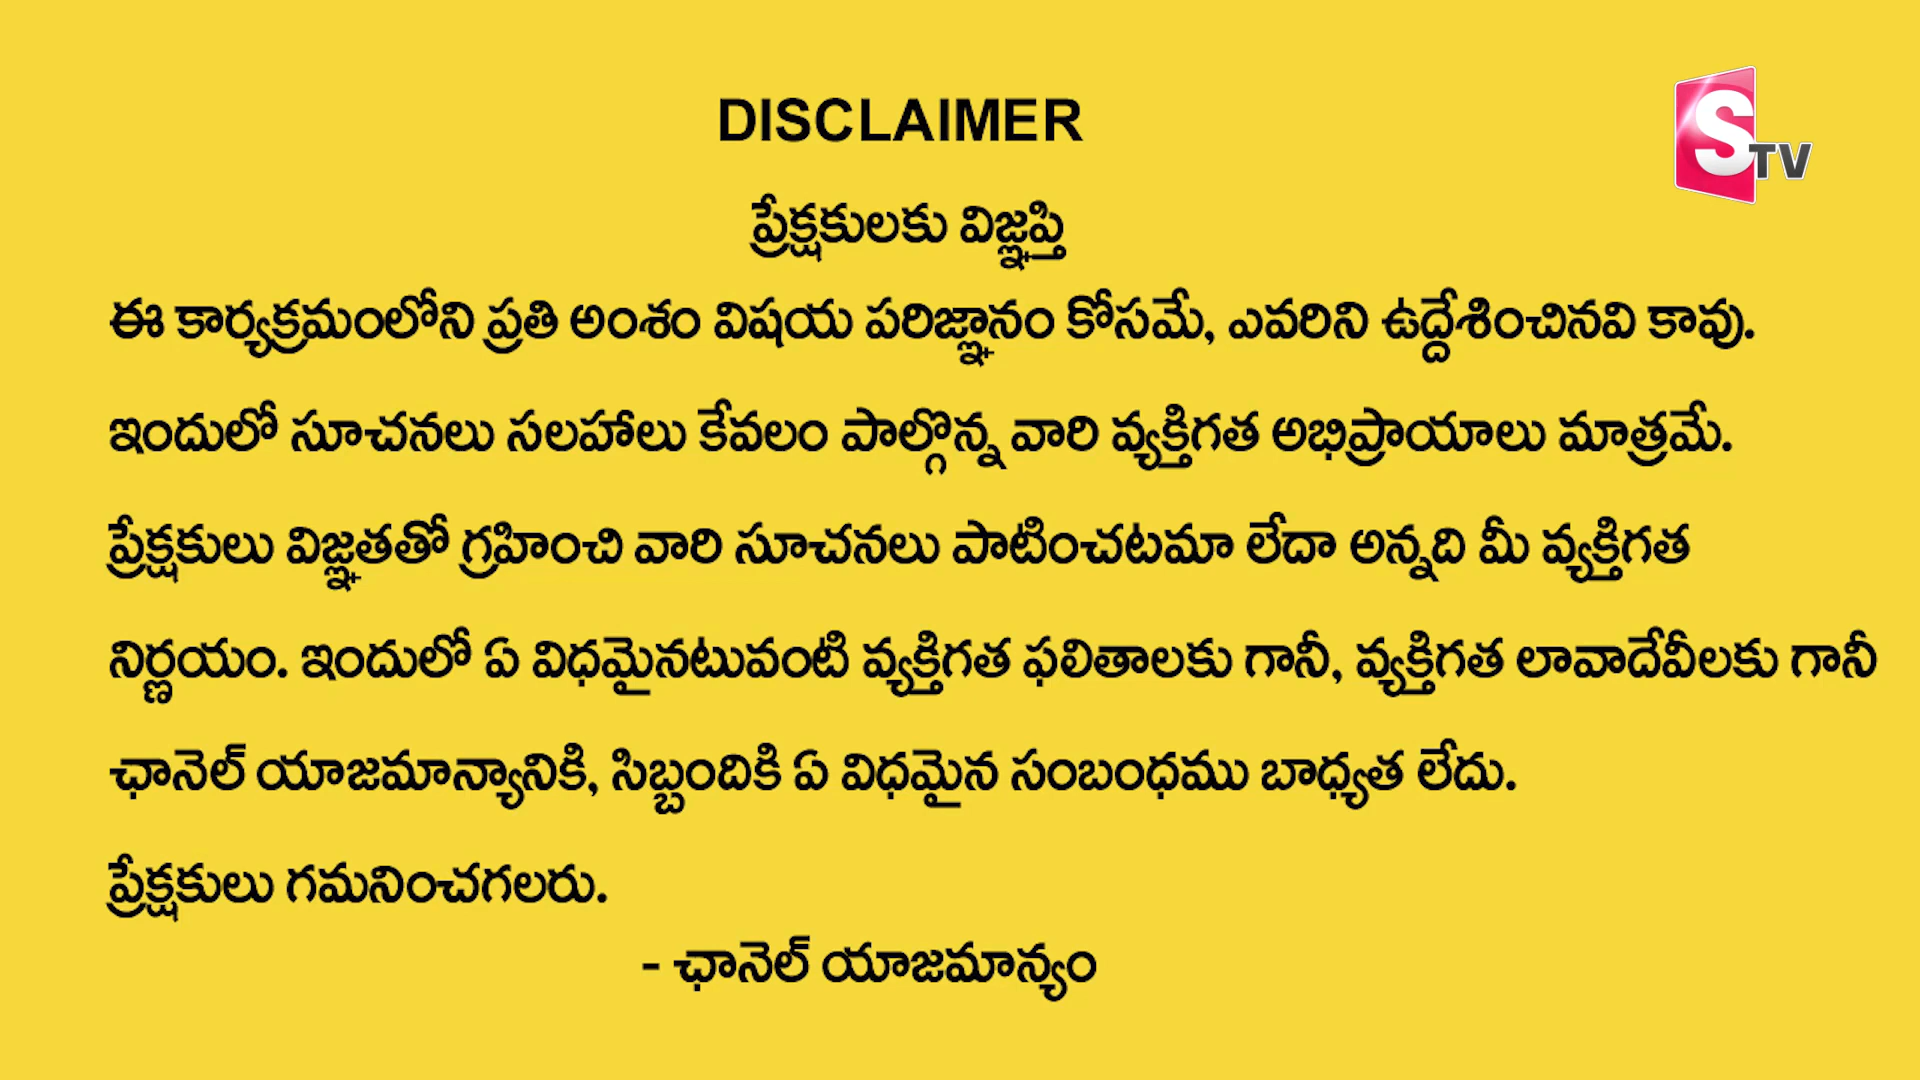 DISCLAIMER
STV
ప్రేక్షకులకు విజ్ఞప్తి
ఈ కార్యక్రమంలోని ప్రతి అంశం విషయ పరిజ్ఞానం కోసమే, ఎవరిని ఉద్దేశించినవి కావు.
ఇందులో సూచనలు సలహాలు కేవలం పాల్గొన్న వారి వ్యక్తిగత అభిప్రాయాలు మాత్రమే.
ప్రేక్షకులు విజ్ఞతతో గ్రహించి వారి సూచనలు పాటించటమా లేదా అన్నది మీ వ్యక్తిగత
నిర్ణయం. ఇందులో ఏ విధమైనటువంటి వ్యక్తిగత ఫలితాలకు గానీ, వ్యక్తిగత లావాదేవీలకు గానీ
ఛానెల్ యాజమాన్యానికి, సిబ్బందికి ఏ విధమైన సంబంధము బాధ్యత లేదు.
ప్రేక్షకులు గమనించగలరు.
- ఛానెల్ యాజమాన్యం